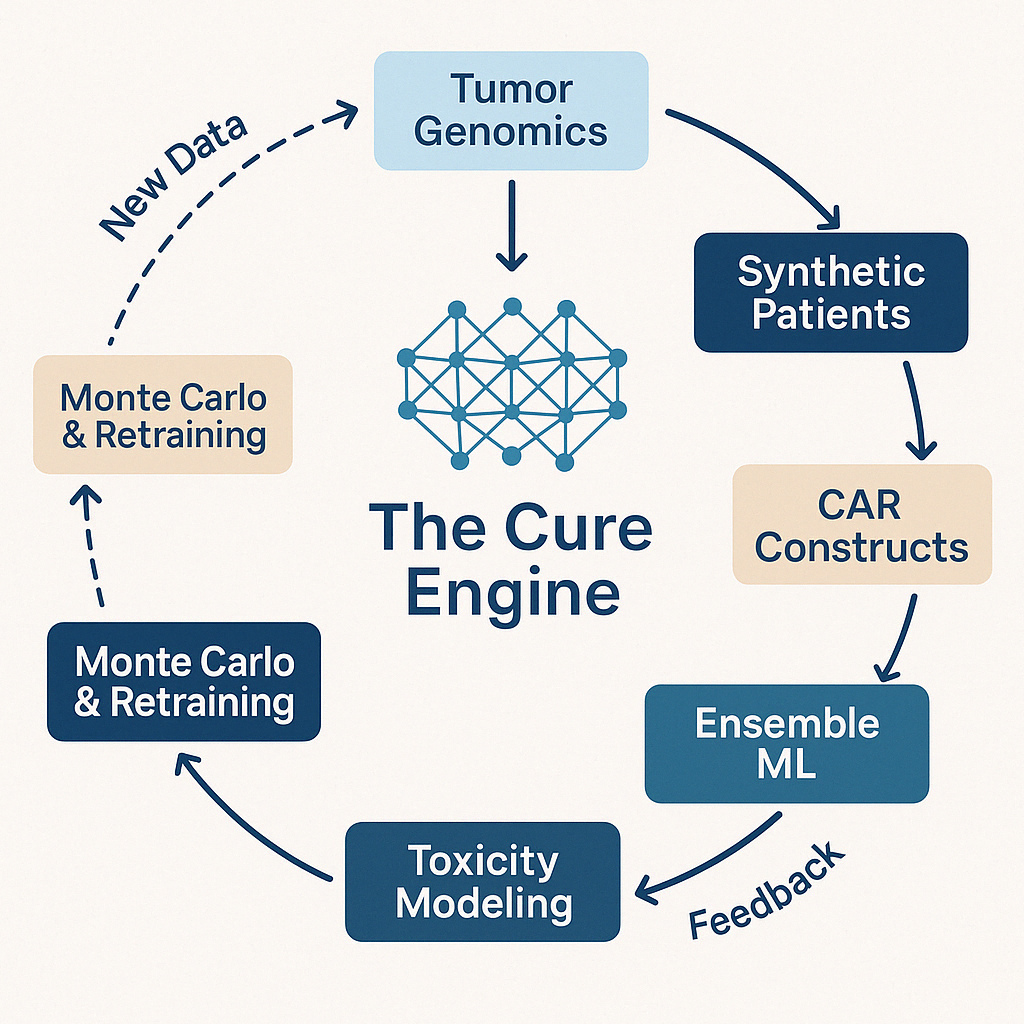 Tumor
Genomics
New Data
Synthetic
Patients
Monte Carlo
& Retraining
CAR
Constructs
The Cure
Engine
Monte Carlo
& Retraining
Ensemble
ML
Toxicity
Modeling
Feedback